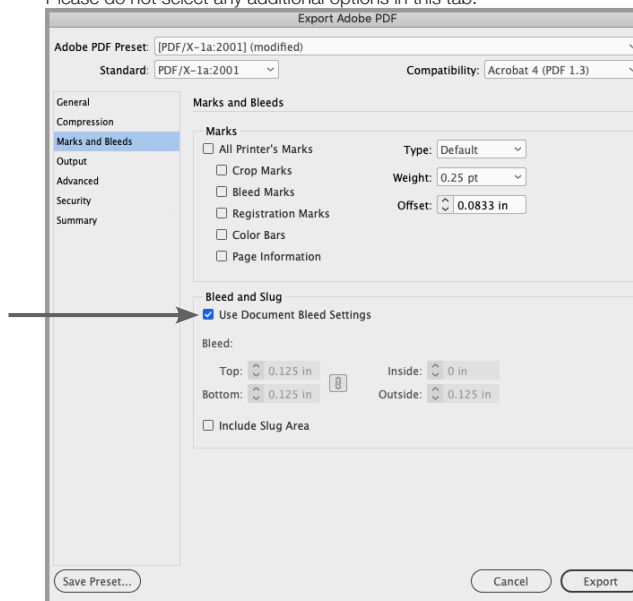 Please do not select any additional options in this tab.
Export Adobe PDF
Adobe PDF Preset: [PDF/X-1a:2001] (modified)
Standard: PDF/X-1a:2001 Compatibility: Acrobat 4 (PDF 1.3)
General
Compression
Marks and Bleeds
Output
Advanced
Security
Summary
Marks and Bleeds
Marks
All Printer's Marks Type: Default
Crop Marks Weight: 0.25 pt
Bleed Marks Offset: 0.0833 in
Registration Marks
Color Bars
Page Information
Bleed and Slug
Use Document Bleed Settings
Bleed:
Top: 0.125 in Inside: 0 in
Bottom: 0.125 in Outside: 0.125 in
Include Slug Area
Save Preset... Cancel Export